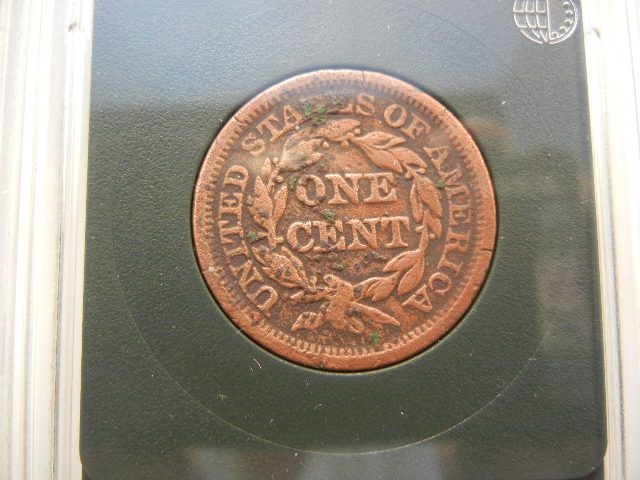 UNITED STATES OF AMERICA
ONE
CENT